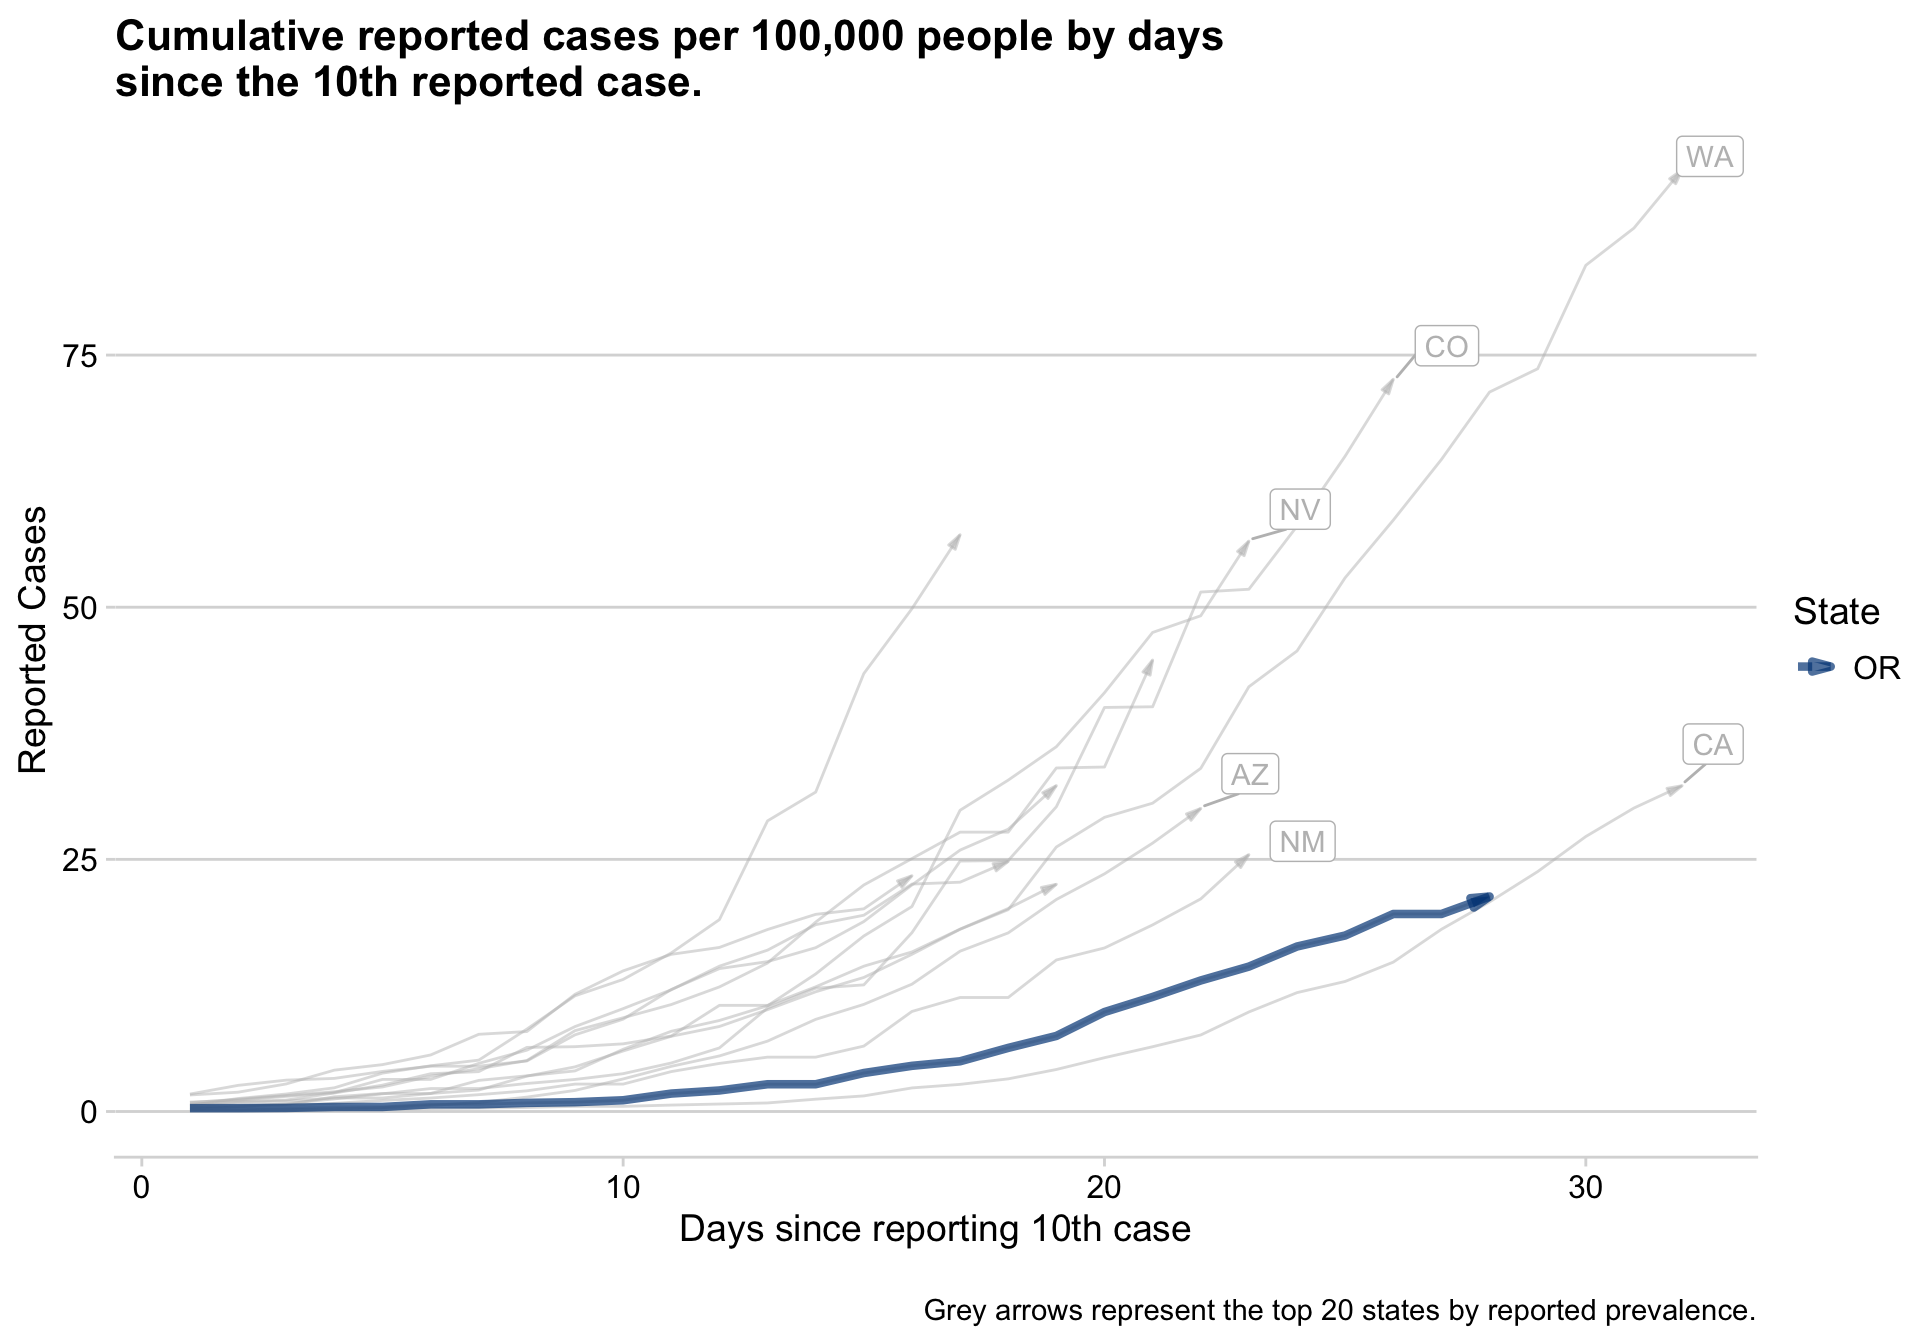 Cumulative reported cases per 100,000 people by days
since the 10th reported case.
WA
CO
75
NV
50
State
OR
CA
AZ
NM
25
0
Reported Cases
0 10 20 30
Days since reporting 10th case
Grey arrows represent the top 20 states by reported prevalence.